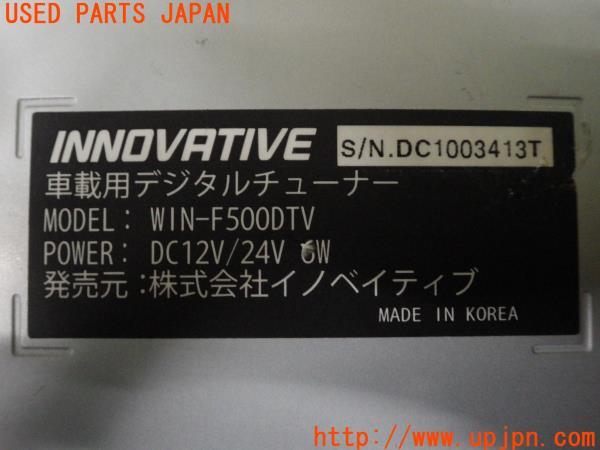 USED PARTS JAPAN
INNOVATIVE S/N.DC1003413T
車載用デジタルチューナー
MODEL: WIN-F500DTV
POWER: DC12V/24V 6W
発売元:株式会社イノベイティブ
MADE IN KOREA
http://www.upjpn.com